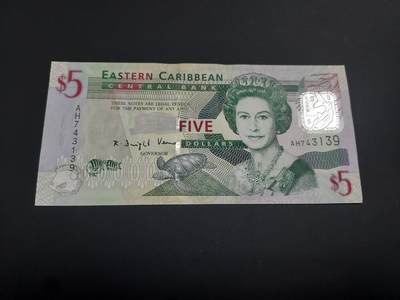 $5
EASTERN CARIBBEAN
CENTRAL BANK
THESE NOTES ARE LEGAL TENDER
FOR THE PAYMENT OF ANY AMOUNT
FIVE
DOLLARS
GOVERNOR
AH743139
AH743139
$5